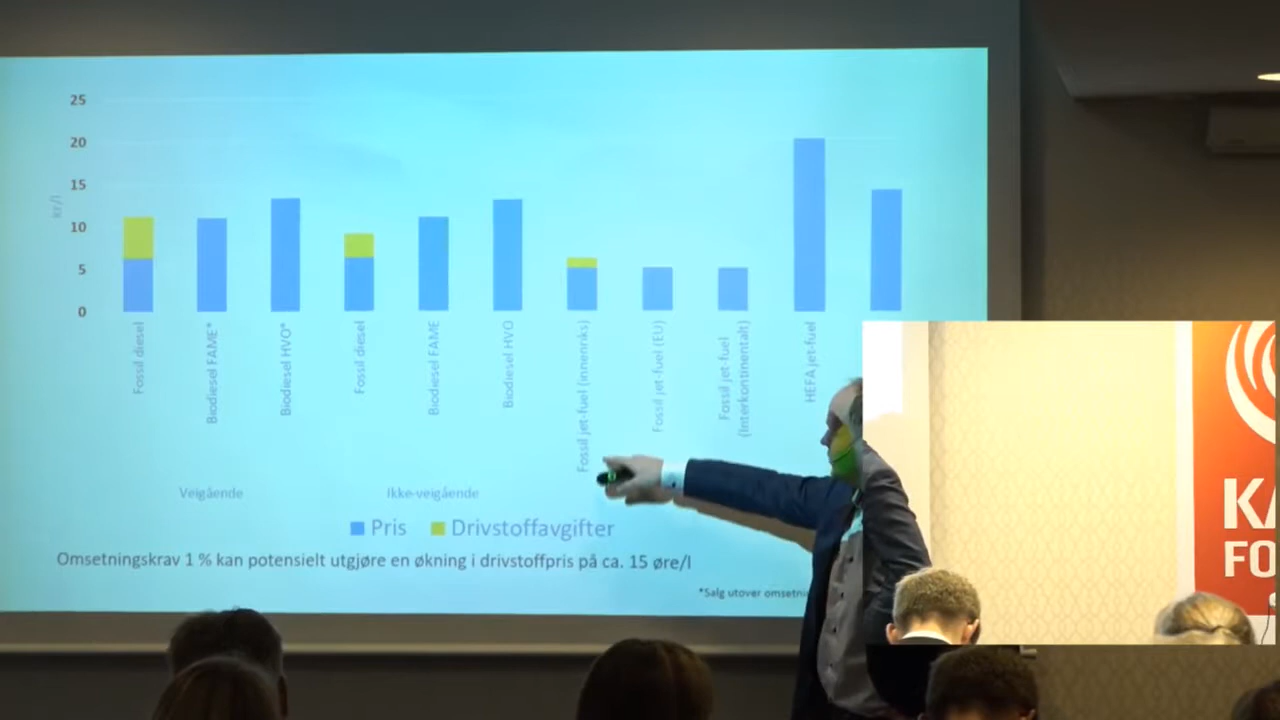 25
20
15
10
5
0
kr/l
Fossil diesel
Biodiesel FAME*
Biodiesel HVO*
Fossil diesel
Biodiesel FAME
Biodiesel HVO
Fossil jet-fuel (innenriks)
Fossil jet-fuel (EU)
Fossil jet-fuel
(Interkontinentalt)
HEFA jet-fuel
Veigående
Ikke-veigående
Pris
Drivstoffavgifter
Omsetningskrav 1 % kan potensielt utgjøre en økning i drivstoffpris på ca. 15 øre/l
*Salg utover
KA
FO